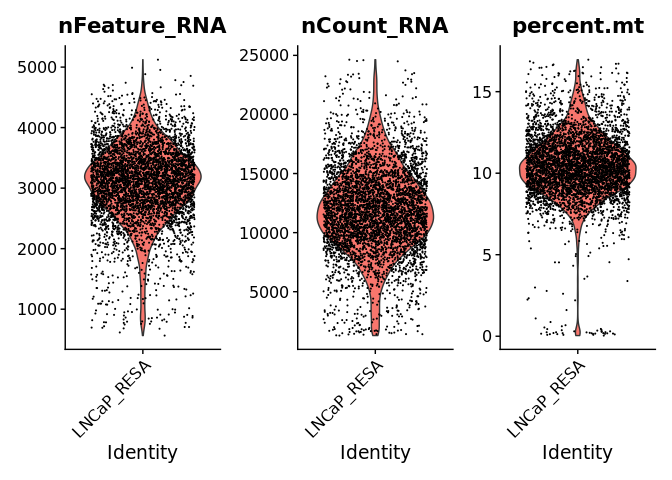 nFeature_RNA
5000
4000
3000
2000
1000
LNCaP_RESA
Identity
nCount_RNA
25000
20000
15000
10000
5000
LNCaP_RESA
Identity
percent.mt
15
10
5
0
LNCaP_RESA
Identity